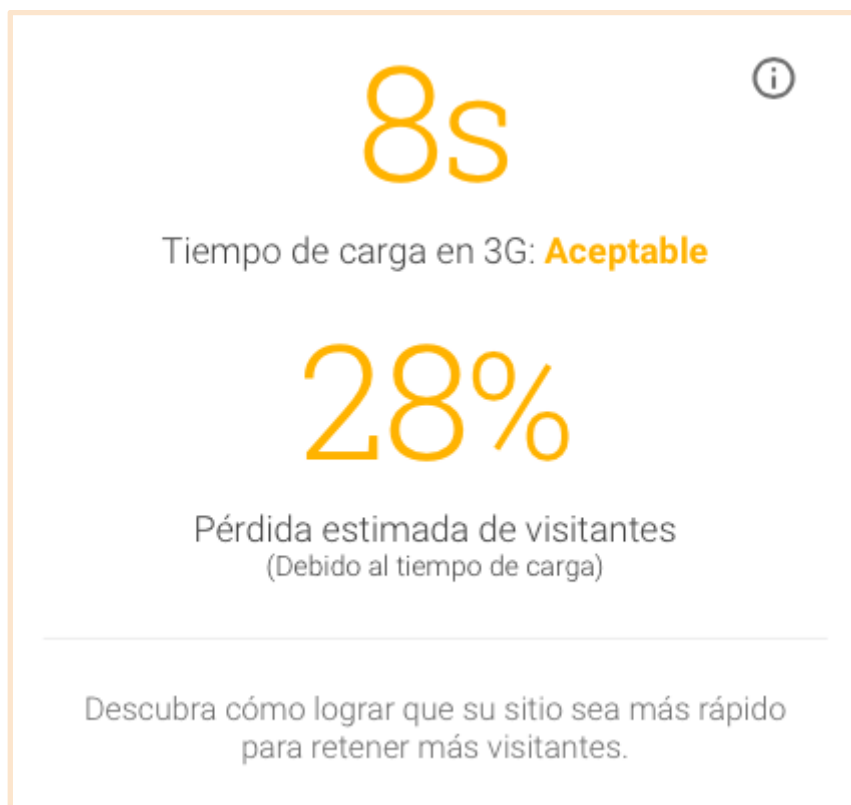 8s
Tiempo de carga en 3G: Aceptable
28%
Pérdida estimada de visitantes
(Debido al tiempo de carga)
Descubra cómo lograr que su sitio sea más rápido
para retener más visitantes.